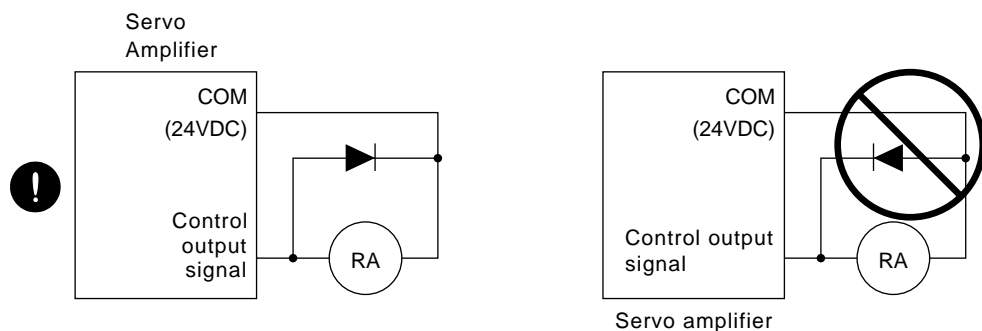 Servo
Amplifier
COM
(24VDC)
Control
output
signal
RA
COM
(24VDC)
Control output
signal
RA
Servo amplifier